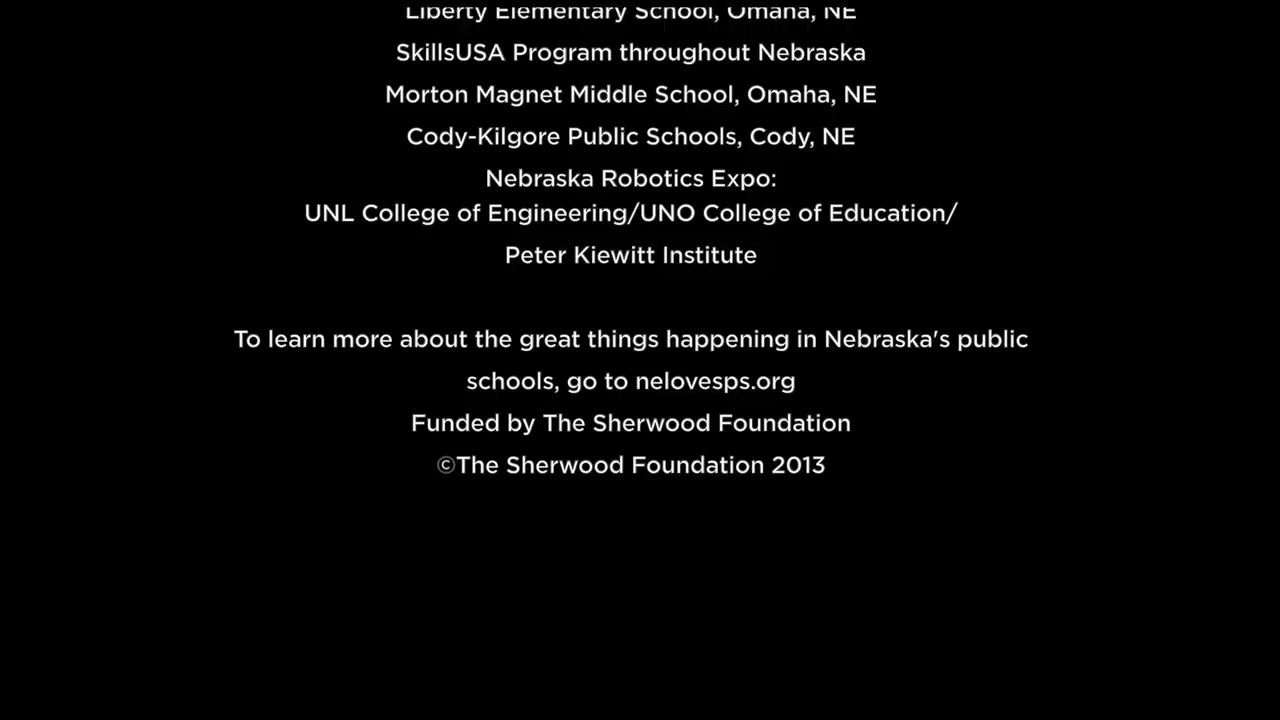 Liberty Elementary School, Omaha, NE
SkillsUSA Program throughout Nebraska
Morton Magnet Middle School, Omaha, NE
Cody-Kilgore Public Schools, Cody, NE
Nebraska Robotics Expo:
UNL College of Engineering/UNO College of Education/
Peter Kiewitt Institute
To learn more about the great things happening in Nebraska's public
schools, go to nelovesps.org
Funded by The Sherwood Foundation
©The Sherwood Foundation 2013